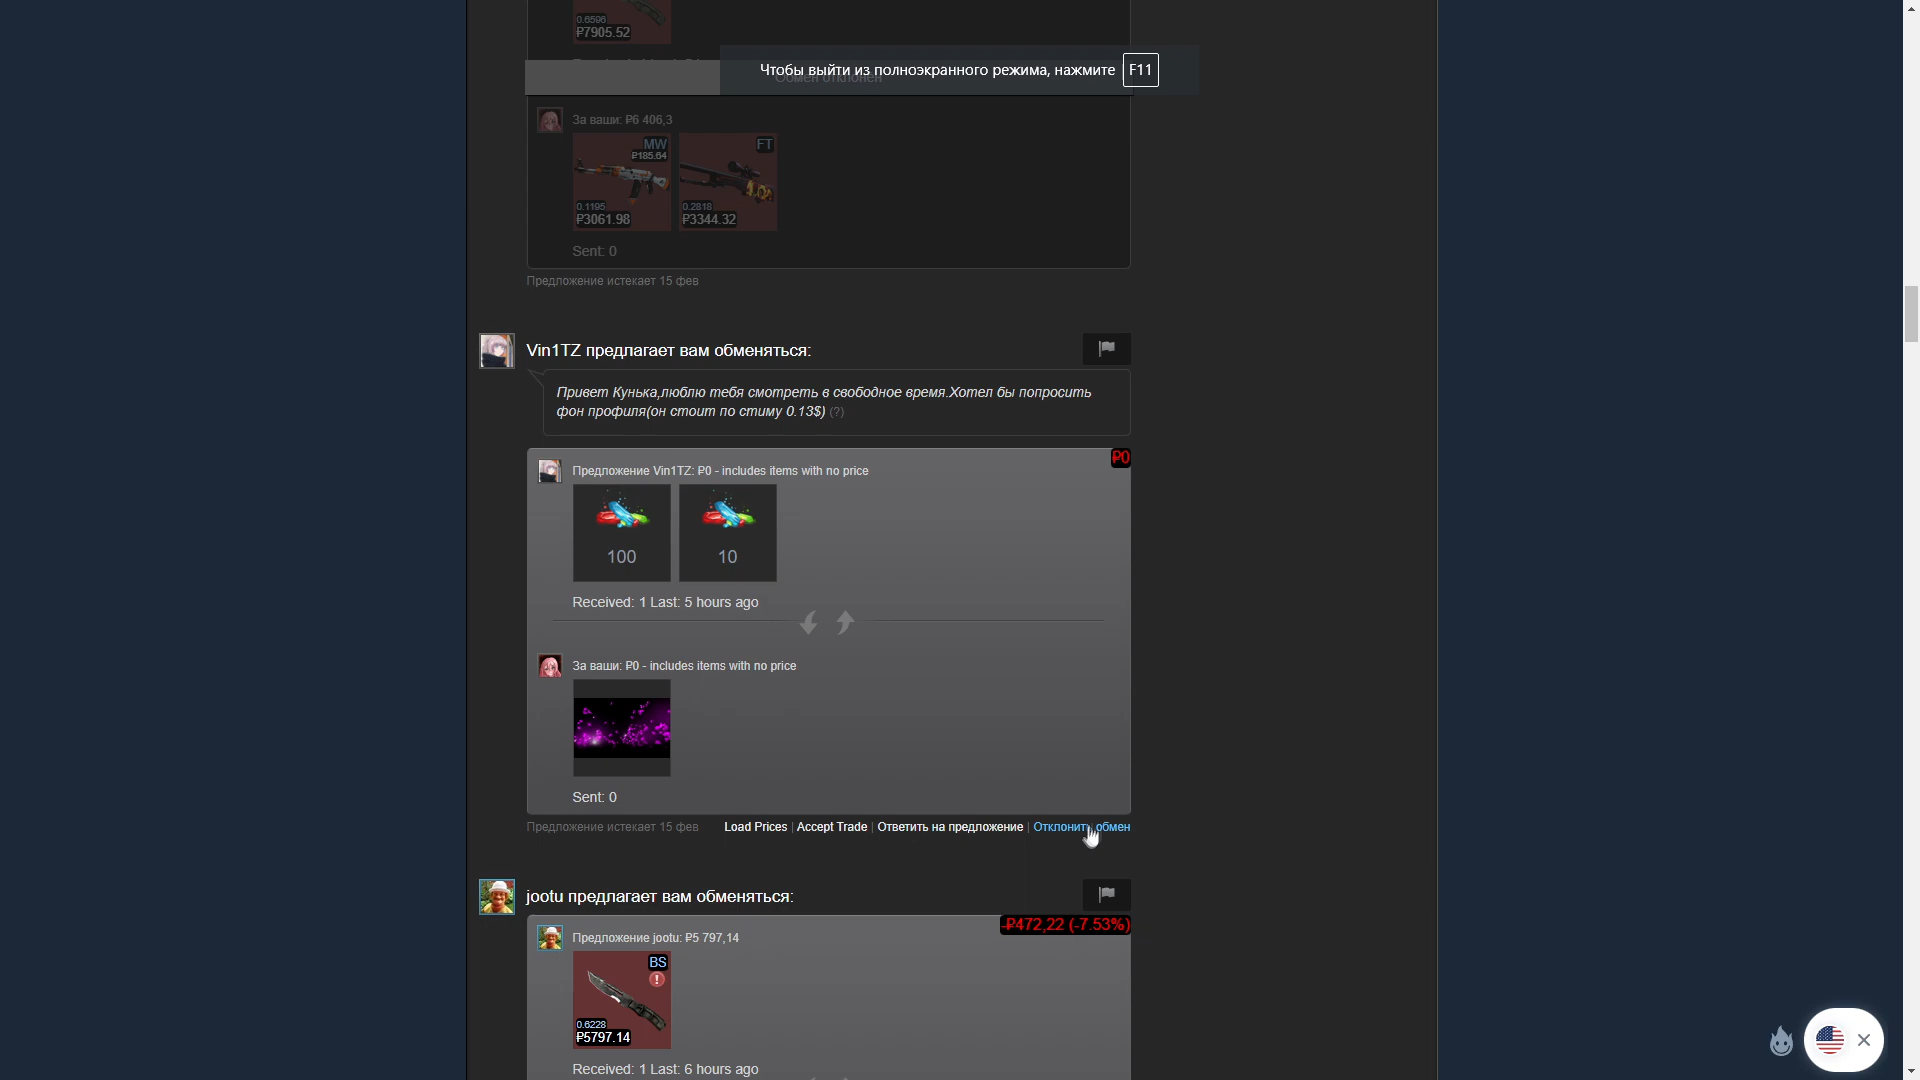 0.6596
₽7905.52
Чтобы выйти из полноэкранного режима, нажмите F11
Обмен отклонён
За ваши: ₽6 406,3
MW
₽185.64
0.1195
₽3061.98
FT
0.2818
₽3344.32
Sent: 0
Предложение истекает 15 фев
Vin1TZ предлагает вам обменяться:
Привет Кунька,люблю тебя смотреть в свободное время.Хотел бы попросить
фон профиля(он стоит по стиму 0.13$) (?)
₽0
Предложение Vin1TZ: ₽0 - includes items with no price
100
10
Received: 1 Last: 5 hours ago
За ваши: ₽0 - includes items with no price
Sent: 0
Предложение истекает 15 фев
Load Prices | Accept Trade | Ответить на предложение | Отклонить обмен
jootu предлагает вам обменяться:
-₽472,22 (-7.53%)
Предложение jootu: ₽5 797,14
BS
0.6228
₽5797.14
Received: 1 Last: 6 hours ago